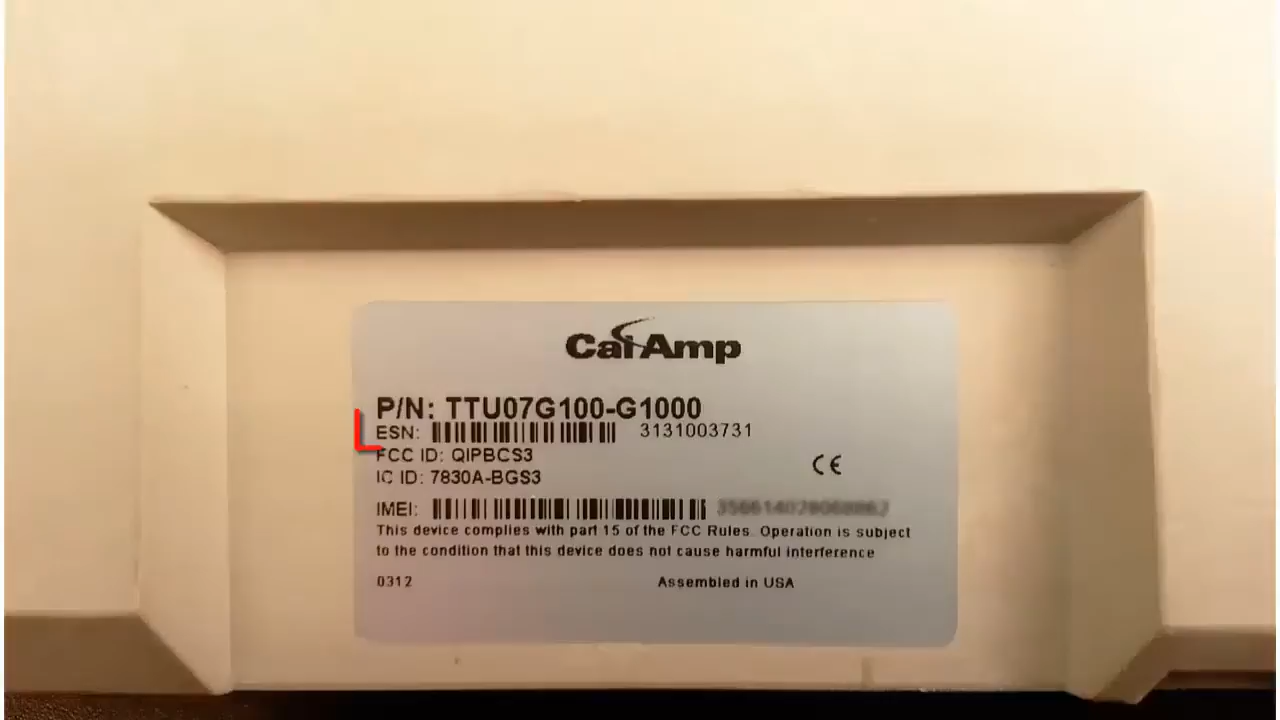 CalAmp
P/N: TTU07G100-G1000
ESN: 3131003731
FCC ID: QIPBCS3
IC ID: 7830A-BGS3
CE
IMEI:
This device complies with part 15 of the FCC Rules. Operation is subject
to the condition that this device does not cause harmful interference
0312 Assembled in USA